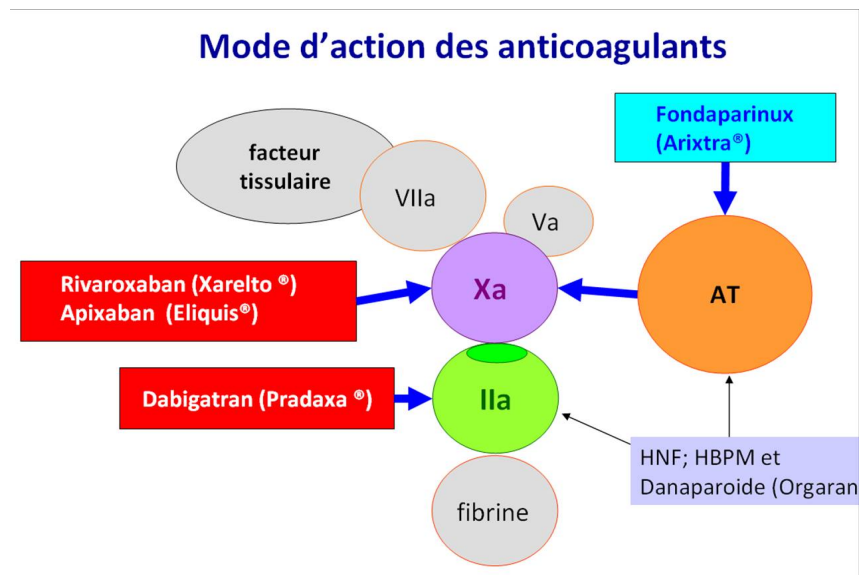 Mode d’action des anticoagulants
Fondaparinux
(Arixtra®)
facteur
tissulaire
VIIa
Va
Rivaroxaban (Xarelto ®)
Apixaban (Eliquis®)
Xa
AT
Dabigatran (Pradaxa ®)
IIa
HNF; HBPM et
Danaparoide (Orgaran
fibrine